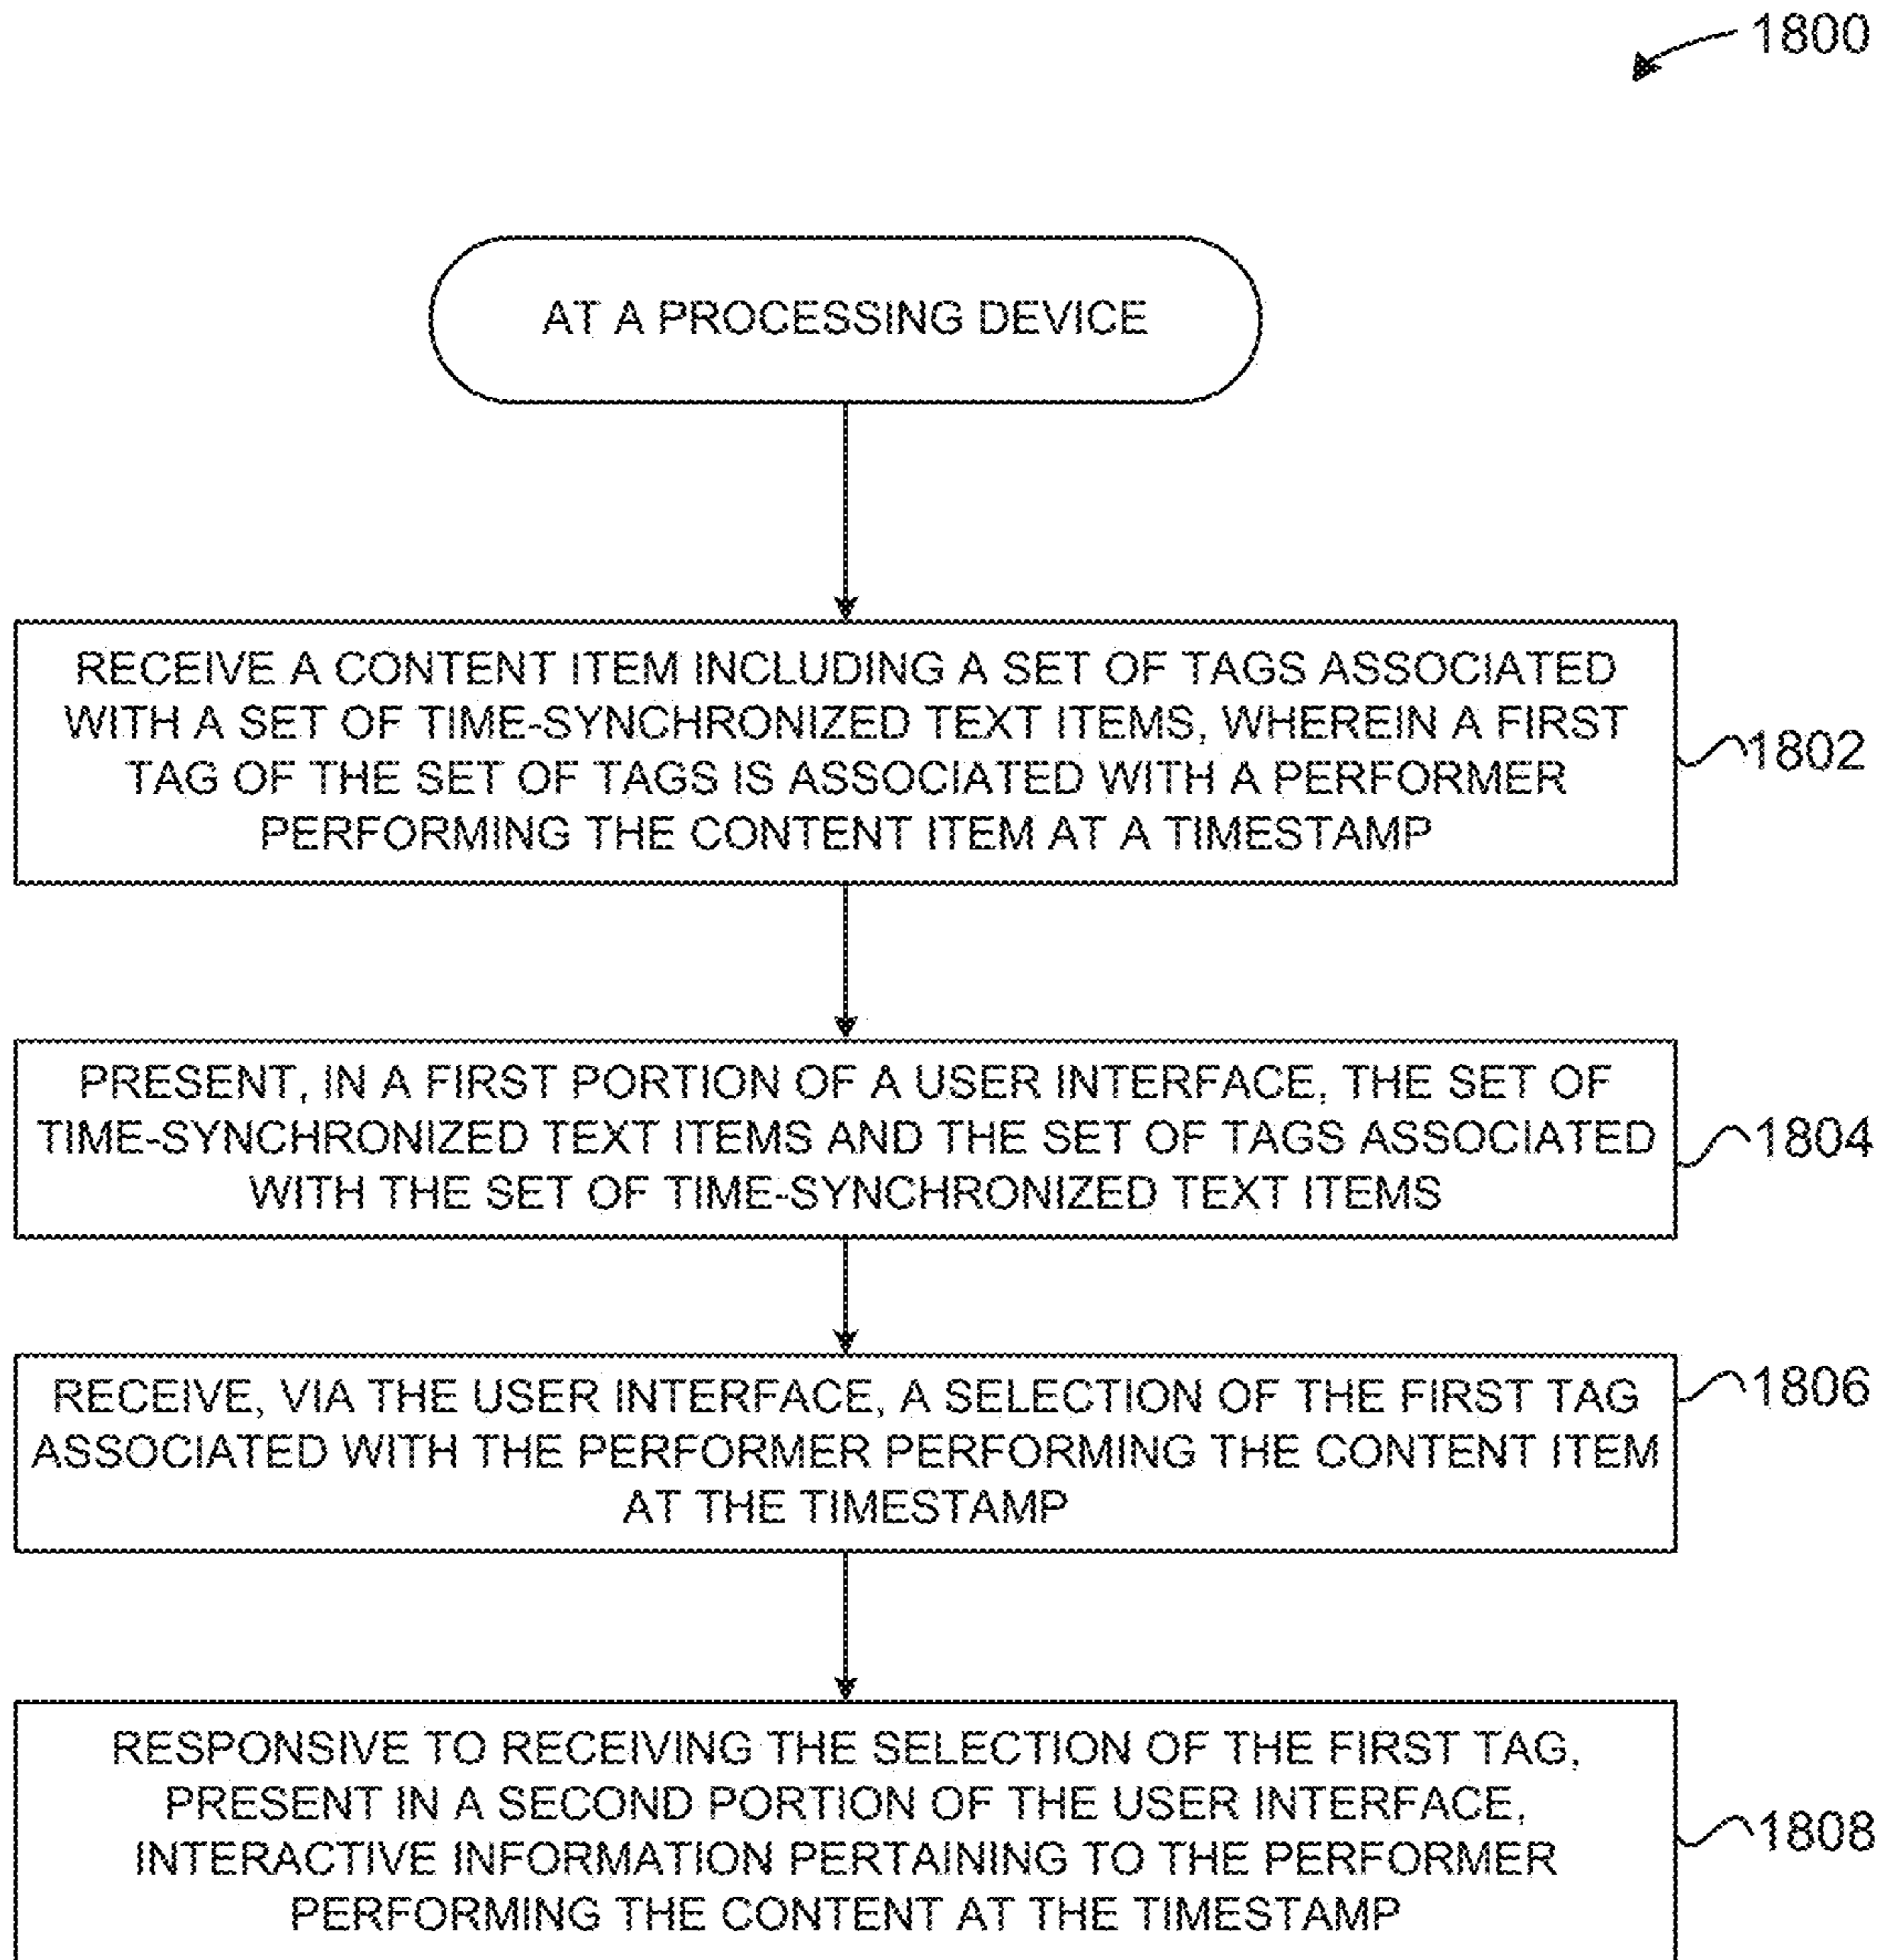 1800
AT A PROCESSING DEVICE
RECEIVE A CONTENT ITEM INCLUDING A SET OF TAGS ASSOCIATED
WITH A SET OF TIME-SYNCHRONIZED TEXT ITEMS, WHEREIN A FIRST
TAG OF THE SET OF TAGS IS ASSOCIATED WITH A PERFORMER
PERFORMING THE CONTENT ITEM AT A TIMESTAMP
1802
PRESENT, IN A FIRST PORTION OF A USER INTERFACE, THE SET OF
TIME-SYNCHRONIZED TEXT ITEMS AND THE SET OF TAGS ASSOCIATED
WITH THE SET OF TIME-SYNCHRONIZED TEXT ITEMS
1804
RECEIVE, VIA THE USER INTERFACE, A SELECTION OF THE FIRST TAG
ASSOCIATED WITH THE PERFORMER PERFORMING THE CONTENT ITEM
AT THE TIMESTAMP
1806
RESPONSIVE TO RECEIVING THE SELECTION OF THE FIRST TAG,
PRESENT IN A SECOND PORTION OF THE USER INTERFACE,
INTERACTIVE INFORMATION PERTAINING TO THE PERFORMER
PERFORMING THE CONTENT AT THE TIMESTAMP
1808